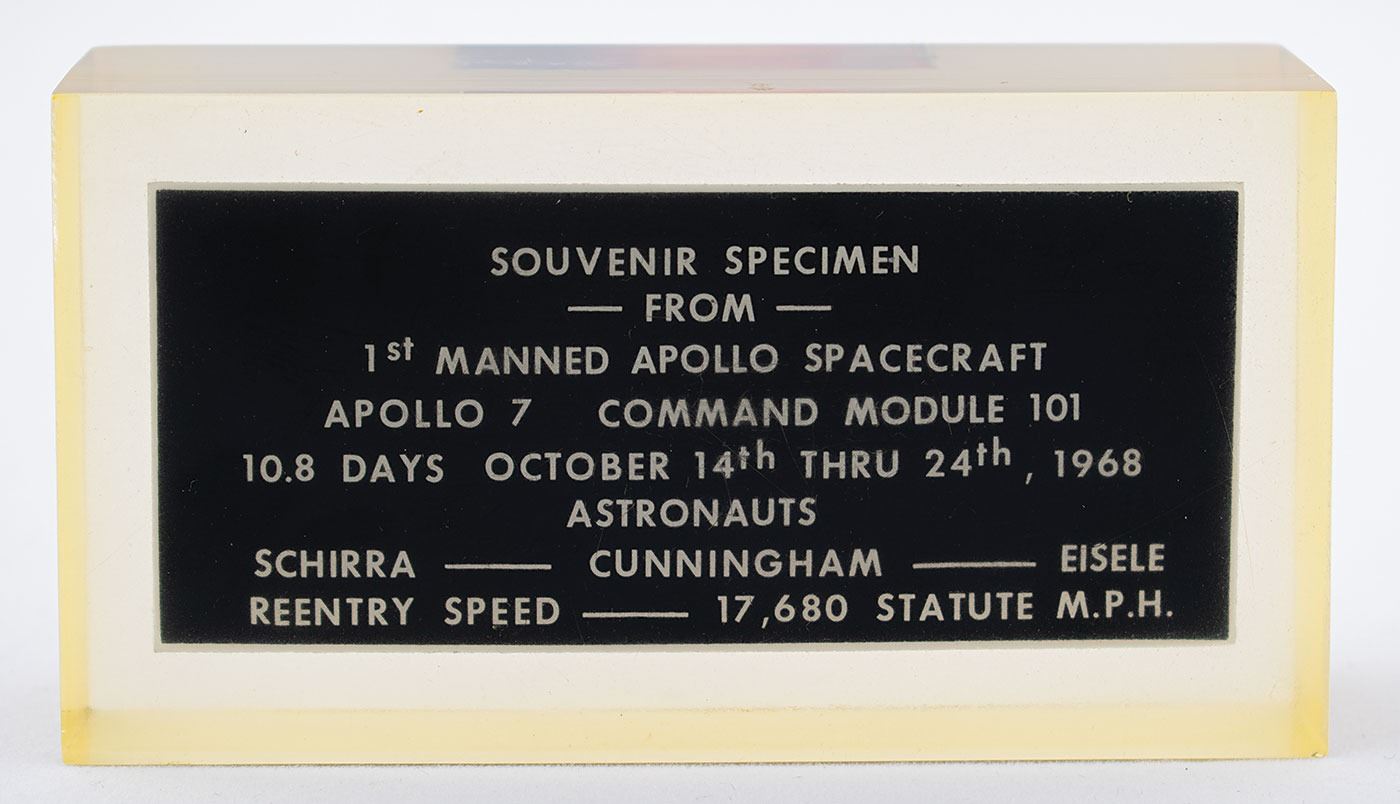 SOUVENIR SPECIMEN
— FROM —
1st MANNED APOLLO SPACECRAFT
APOLLO 7 COMMAND MODULE 101
10.8 DAYS OCTOBER 14th THRU 24th, 1968
ASTRONAUTS
SCHIRRA — CUNNINGHAM — EISELE
REENTRY SPEED — 17,680 STATUTE M.P.H.